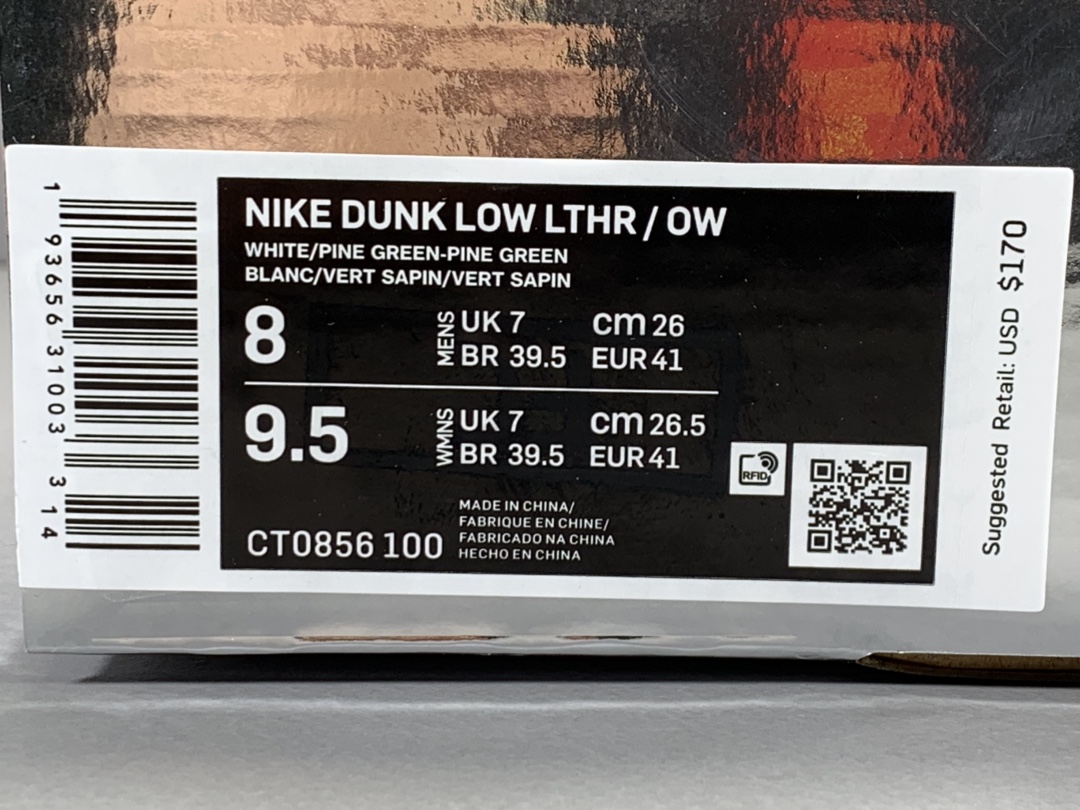 1 93656 31003 3 14
NIKE DUNK LOW LTHR / OW
WHITE/PINE GREEN-PINE GREEN
BLANC/VERT SAPIN/VERT SAPIN
8
MENS
UK 7 cm 26
BR 39.5 EUR 41
9.5
WMNS
UK 7 cm 26.5
BR 39.5 EUR 41
RFID
CT0856 100
MADE IN CHINA/
FABRIQUE EN CHINE/
FABRICADO NA CHINA
HECHO EN CHINA
Suggested Retail: USD $170